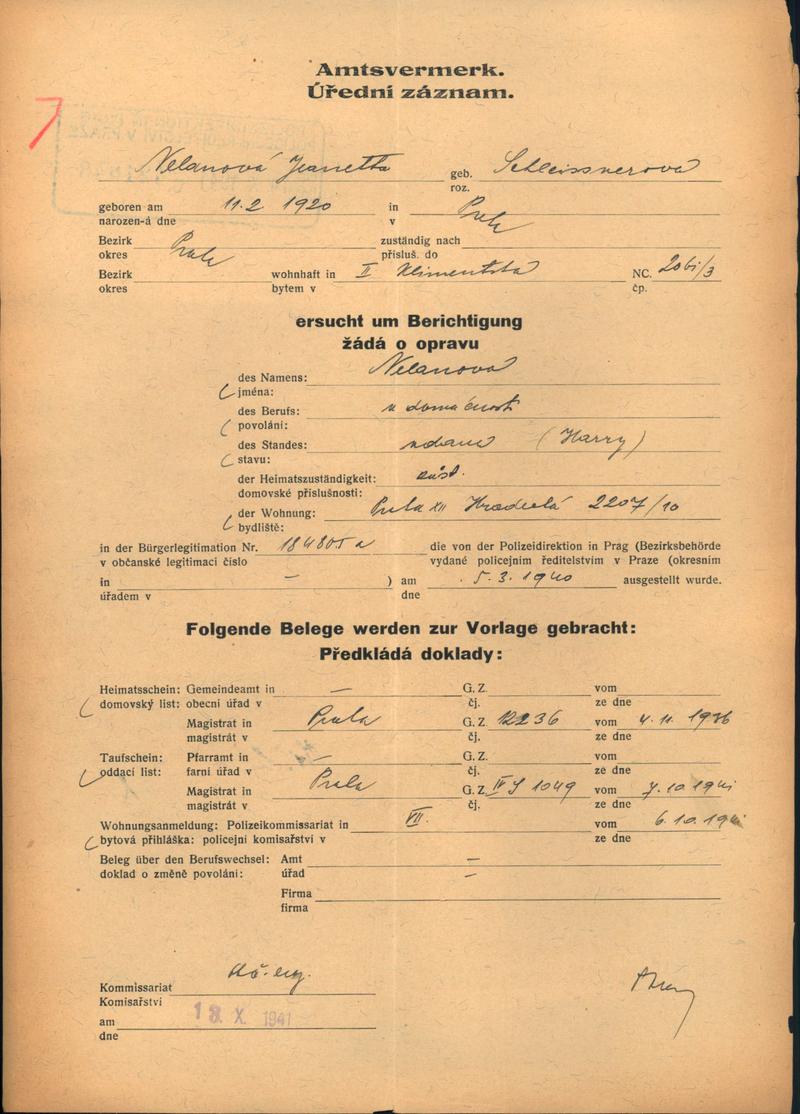 Amtsvermerk.
Úřední záznam.
Nelanová Jeanetta geb. Schleissnerová
roz.
geboren am 11.2. 1920 in Praha
narozen-á dne v
Bezirk Praha zuständig nach
okres přísluš. do
Bezirk wohnhaft in II Klimentská NC.
okres bytem v čp.
ersucht um Berichtigung
žádá o opravu
des Namens: Nelanová
jména:
des Berufs: v domácnosti
povolání:
des Standes: vdaná (Harry)
stavu:
der Heimatszuständigkeit: zůst.
domovské příslušnosti:
der Wohnung: Praha XII Hradecká 2207/10
bydliště:
in der Bürgerlegitimation Nr. 184805 a die von der Polizeidirektion in Prag (Bezirksbehörde
v občanské legitimaci číslo vydané policejním ředitelstvím v Praze (okresním
in — ) am 5.3. 1940 ausgestellt wurde.
úřadem v dne
Folgende Belege werden zur Vorlage gebracht:
Předkládá doklady:
Heimatsschein: Gemeindeamt in — G. Z. vom
domovský list: obecní úřad v čj. ze dne
Magistrat in Praha G. Z. 12236 vom 4. 11. 1936
magistrát v čj. ze dne
Taufschein: Pfarramt in — G. Z. vom
oddací list: farní úřad v čj. ze dne
Magistrat in Praha G. Z. 1049 vom 7. 10. 1941
magistrát v čj. ze dne
Wohnungsanmeldung: Polizeikommissariat in VII. vom 6. 10. 1941
bytová přihláška: policejní komisařství v ze dne
Beleg über den Berufswechsel: Amt —
doklad o změně povolání: úřad —
Firma
firma
Kommissariat
Komisařství
am 18. X. 1941
dne